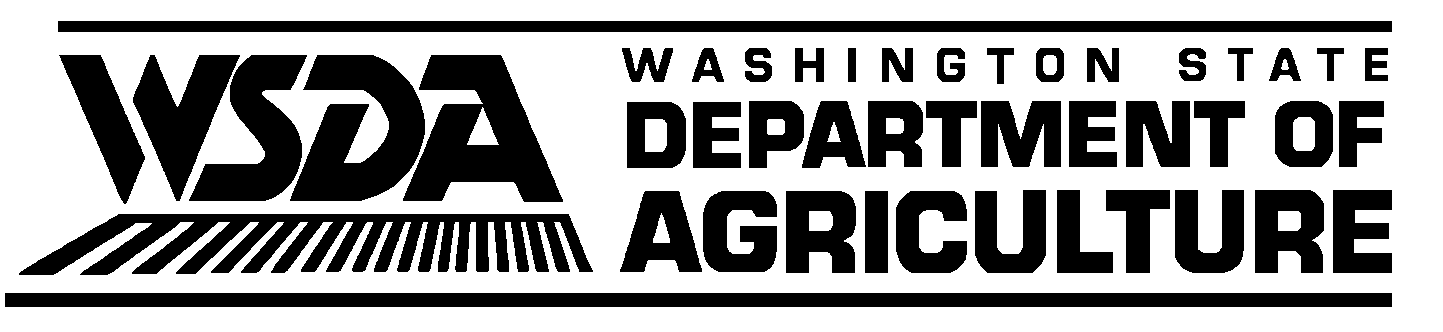 WSDA
WASHINGTON STATE
DEPARTMENT OF
AGRICULTURE